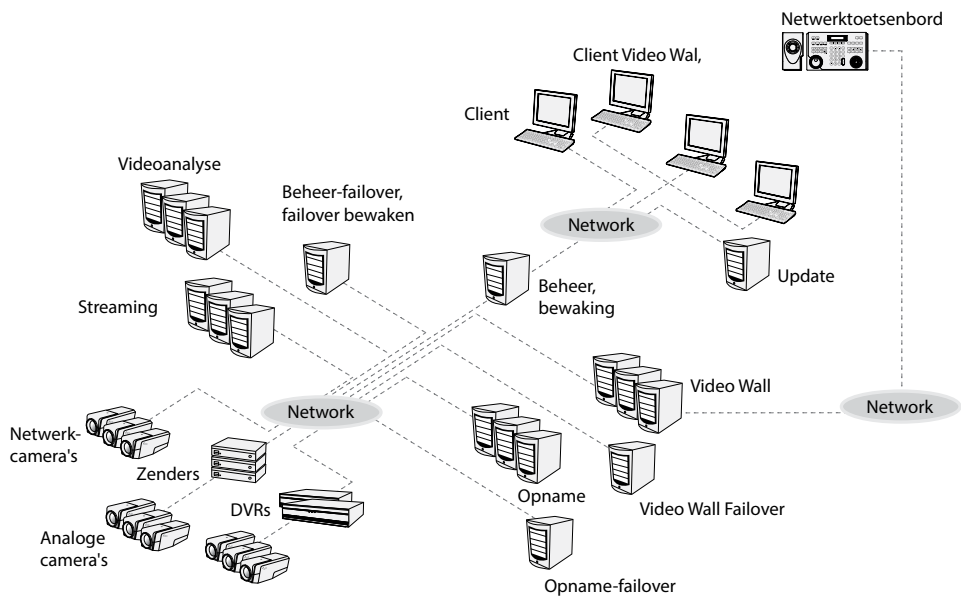 Netwerktoetsenbord
Client Video Wal,
Client
Videoanalyse
Beheer-failover,
failover bewaken
Network
Update
Beheer,
bewaking
Streaming
Video Wall
Network
Network
Netwerk-
camera's
Zenders
DVRs
Opname
Video Wall Failover
Analoge
camera's
Opname-failover